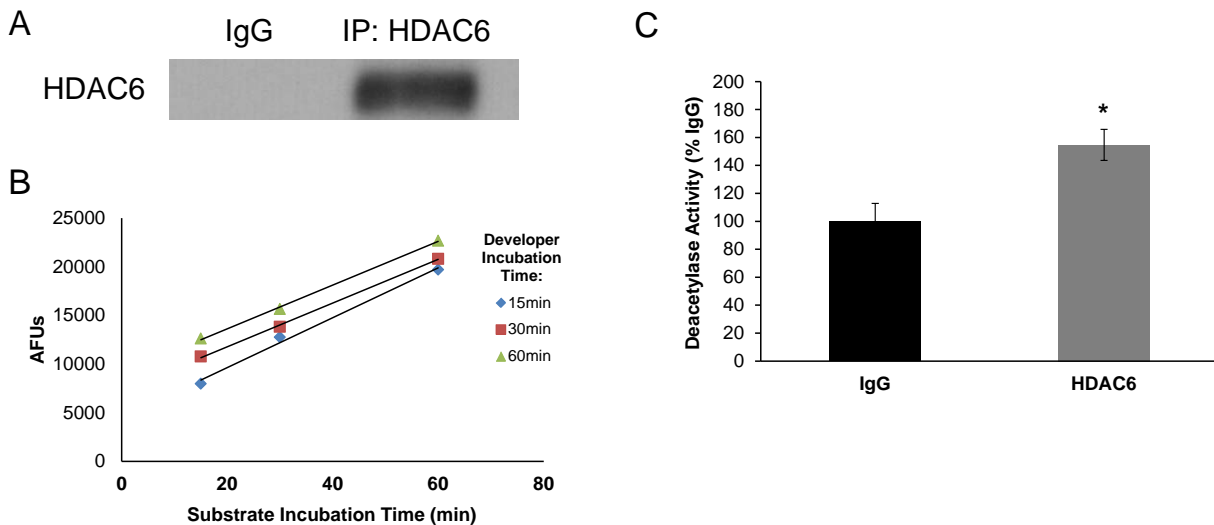 A
IgG
IP: HDAC6
HDAC6
B
25000
20000
15000
10000
5000
0
AFUs
0
20
40
60
80
Substrate Incubation Time (min)
Developer
Incubation
Time:
15min
30min
60min
C
200
180
160
140
120
100
80
60
40
20
0
Deacetylase Activity (% IgG)
*
IgG
HDAC6